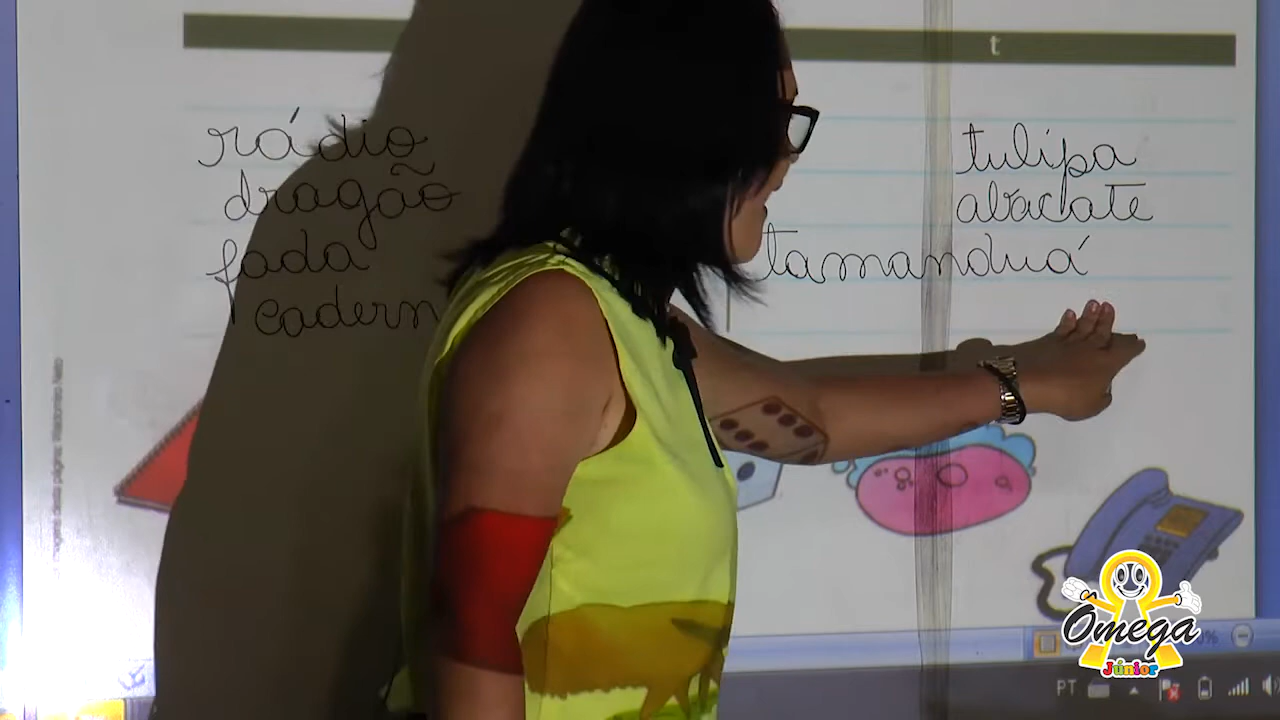 t
rádio
dragão
fada
cadern
tulipa
abacate
tamanduá
Ômega
Júnior
PT